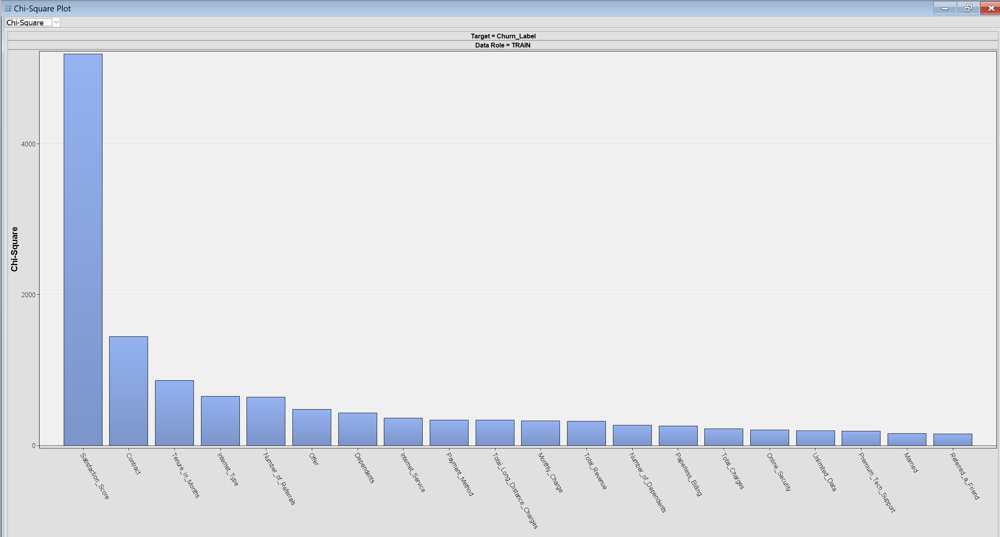 Chi-Square Plot
Chi-Square
Target = Churn_Label
Data Role = TRAIN
Chi-Square
4000
2000
0
Satisfaction_Score
Contract
Tenure_in_Months
Internet_Type
Number_of_Referrals
Offer
Dependents
Internet_Service
Payment_Method
Total_Long_Distance_Charges
Monthly_Charge
Total_Revenue
Number_of_Dependents
Paperless_Billing
Total_Charges
Online_Security
Unlimited_Data
Premium_Tech_Support
Married
Referred_a_Friend